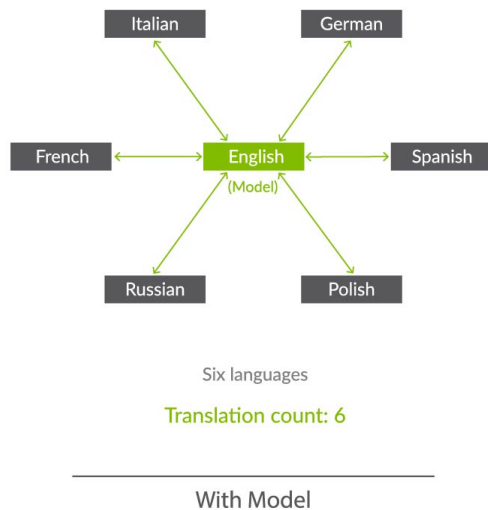 Italian
German
French
English
Spanish
(Model)
Russian
Polish
Six languages
Translation count: 6
With Model